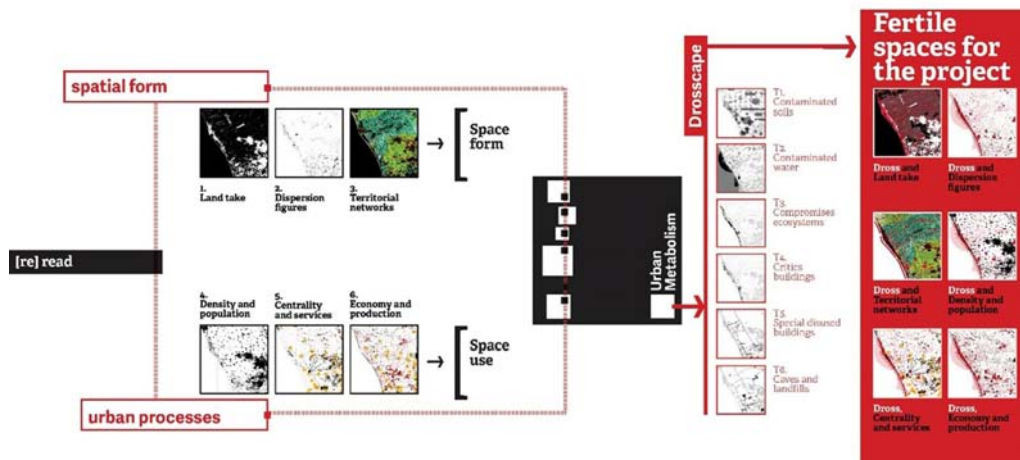 [re] read
spatial form
1.
Land take
2.
Dispersion
figures
3.
Territorial
networks
Space
form
4.
Density and
population
5.
Centrality
and services
6.
Economy and
production
Space
use
urban processes
Urban
Metabolism
Drosscape
T1.
Contaminated
soils
T2.
Contaminated
water
T3.
Compromises
ecosystems
T4.
Critics
buildings
T5.
Special disused
buildings
T6.
Caves and
landfills
Fertile
spaces for
the project
Dross and
Land take
Dross and
Dispersion
figures
Dross and
Territorial
networks
Dross and
Density and
population
Dross,
Centrality
and services
Dross,
Economy and
production